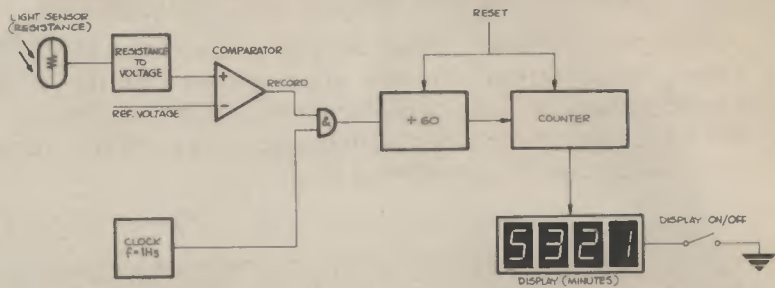 LIGHT SENSOR
(RESISTANCE)
RESISTANCE
TO
VOLTAGE
COMPARATOR
+
−
REF. VOLTAGE
RECORD
&
RESET
÷ 60
COUNTER
CLOCK
f=1Hz
5321
DISPLAY (MINUTES)
DISPLAY ON/OFF